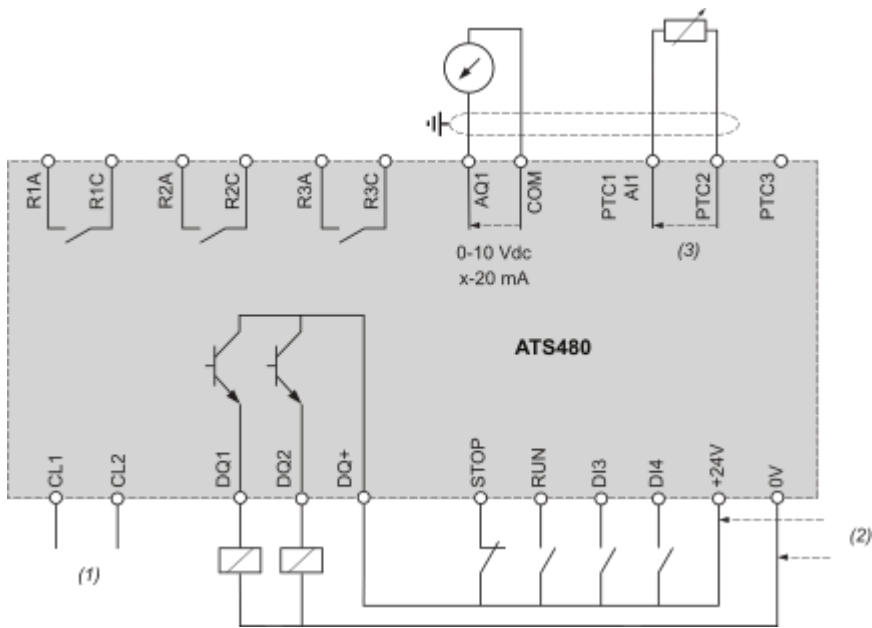 R1A
R1C
R2A
R2C
R3A
R3C
AQ1
COM
PTC1
AI1
PTC2
PTC3
0-10 Vdc
x-20 mA
(3)
ATS480
CL1
CL2
DQ1
DQ2
DQ+
STOP
RUN
DI3
DI4
+24V
0V
(1)
(2)